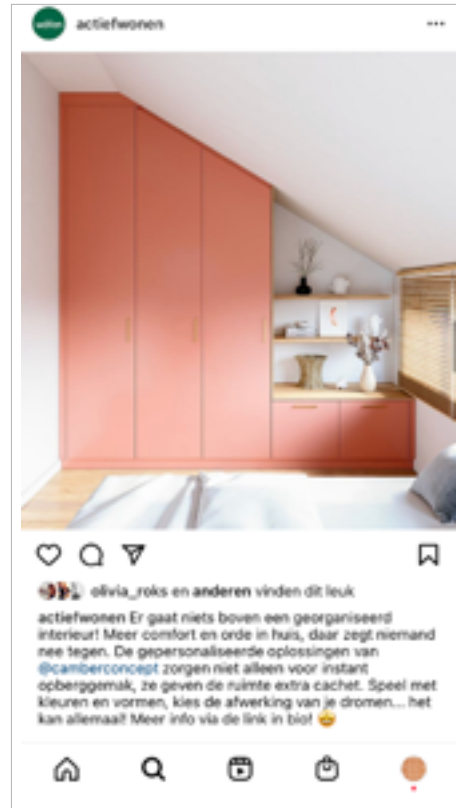 actiefwonen
olivia_roks en anderen vinden dit leuk
actiefwonen Er gaat niets boven een georganiseerd
interieur! Meer comfort en orde in huis, daar zegt niemand
nee tegen. De gepersonaliseerde oplossingen van
@camberconcept zorgen niet alleen voor instant
opberggemak, ze geven de ruimte extra cachet. Speel met
kleuren en vormen, kies de afwerking van je dromen... het
kan allemaal! Meer info via de link in bio! 🤩